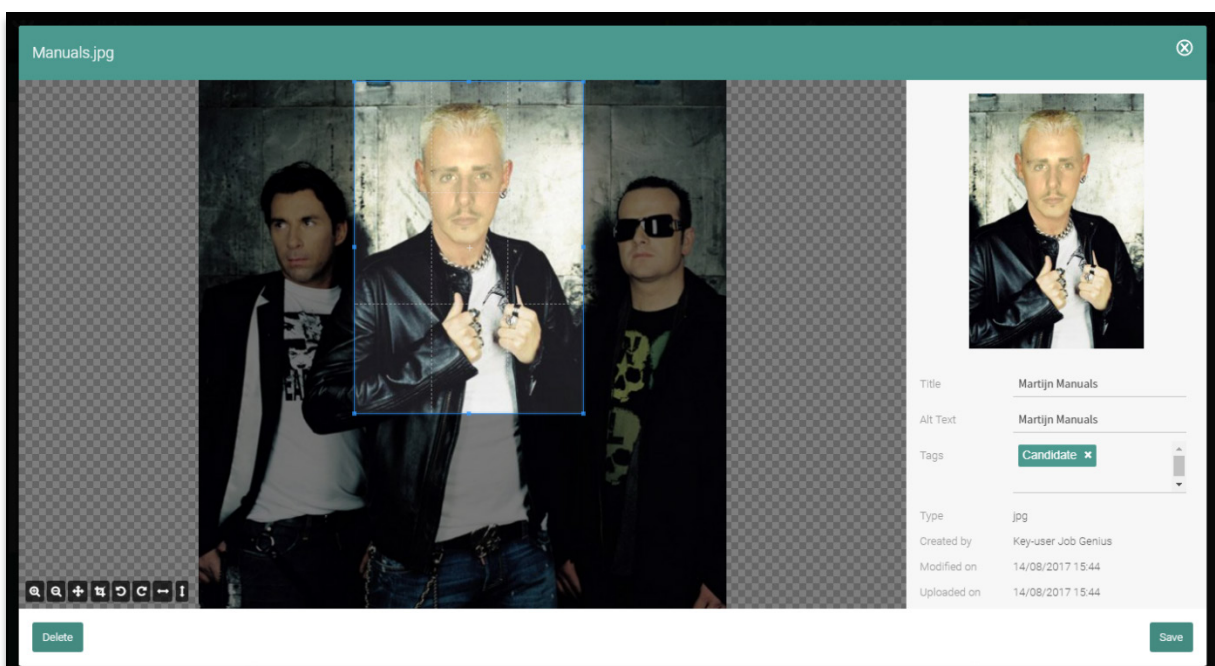 Manuals.jpg
Title Martijn Manuals
Alt Text Martijn Manuals
Tags Candidate ×
Type jpg
Created by Key-user Job Genius
Modified on 14/08/2017 15:44
Uploaded on 14/08/2017 15:44
Delete Save